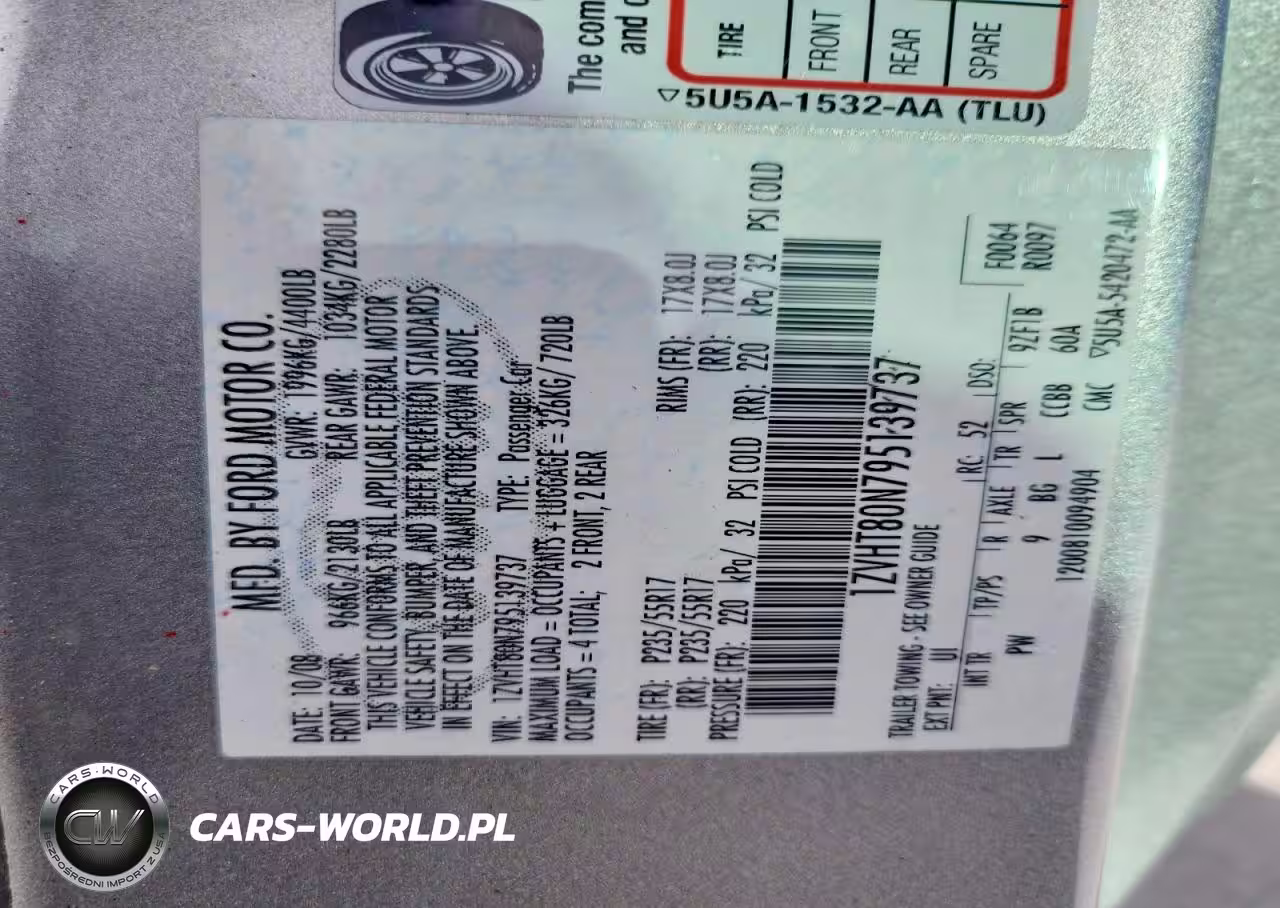 The com
and c
TIRE
FRONT
REAR
SPARE
▽5U5A-1532-AA (TLU)
MFD. BY FORD MOTOR CO.
DATE: 10/08 GVWR: 1996KG/4400LB
FRONT GAWR: 966KG/2130LB REAR GAWR: 1034KG/2280LB
THIS VEHICLE CONFORMS TO ALL APPLICABLE FEDERAL MOTOR
VEHICLE SAFETY, BUMPER, AND THEFT PREVENTION STANDARDS
IN EFFECT ON THE DATE OF MANUFACTURE SHOWN ABOVE.
VIN: 1ZVHT80N795139737 TYPE: Passenger Car
MAXIMUM LOAD = OCCUPANTS + LUGGAGE = 326KG/720LB
OCCUPANTS = 4 TOTAL; 2 FRONT, 2 REAR
TIRE (FR): P235/55R17 RIMS (FR): 17X8.0J
(RR): P235/55R17 (RR): 17X8.0J
PRESSURE (FR): 220 kPa/ 32 PSI COLD (RR): 220 kPa/ 32 PSI COLD
1ZVHT80N795139737
TRAILER TOWING - SEE OWNER GUIDE
EXT PNT: UI RC: 52 DSO: F0064
R0097
INT TR TP/PS R AXLE TR SPR 9ZF1B
PW 9 BG L CCBB 60A
1200810094904 CMC ▽5U5A-5420472-AA
CARS-WORLD
CW
BEZPOŚREDNI IMPORT Z USA
CARS-WORLD.PL